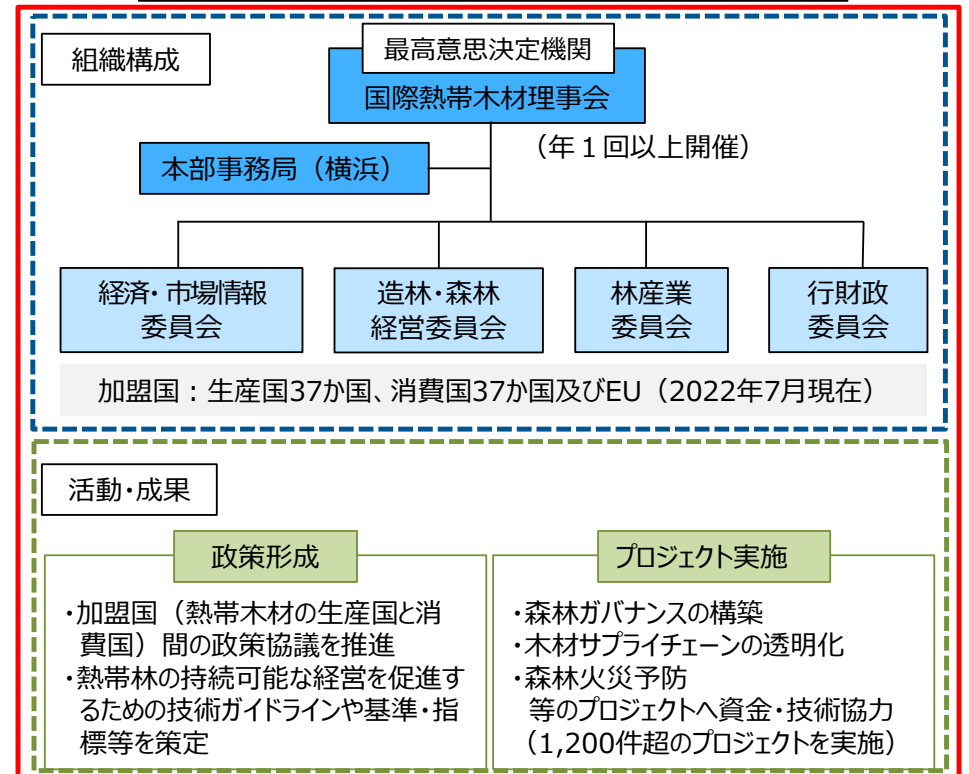 組織構成
最高意思決定機関
国際熱帯木材理事会
（年１回以上開催）
本部事務局（横浜）
経済・市場情報
委員会
造林・森林
経営委員会
林産業
委員会
行財政
委員会
加盟国：生産国37か国、消費国37か国及びEU（2022年7月現在）
活動・成果
政策形成
・加盟国（熱帯木材の生産国と消
費国）間の政策協議を推進
・熱帯林の持続可能な経営を促進す
るための技術ガイドラインや基準・指
標等を策定
プロジェクト実施
・森林ガバナンスの構築
・木材サプライチェーンの透明化
・森林火災予防
等のプロジェクトへ資金・技術協力
（1,200件超のプロジェクトを実施）